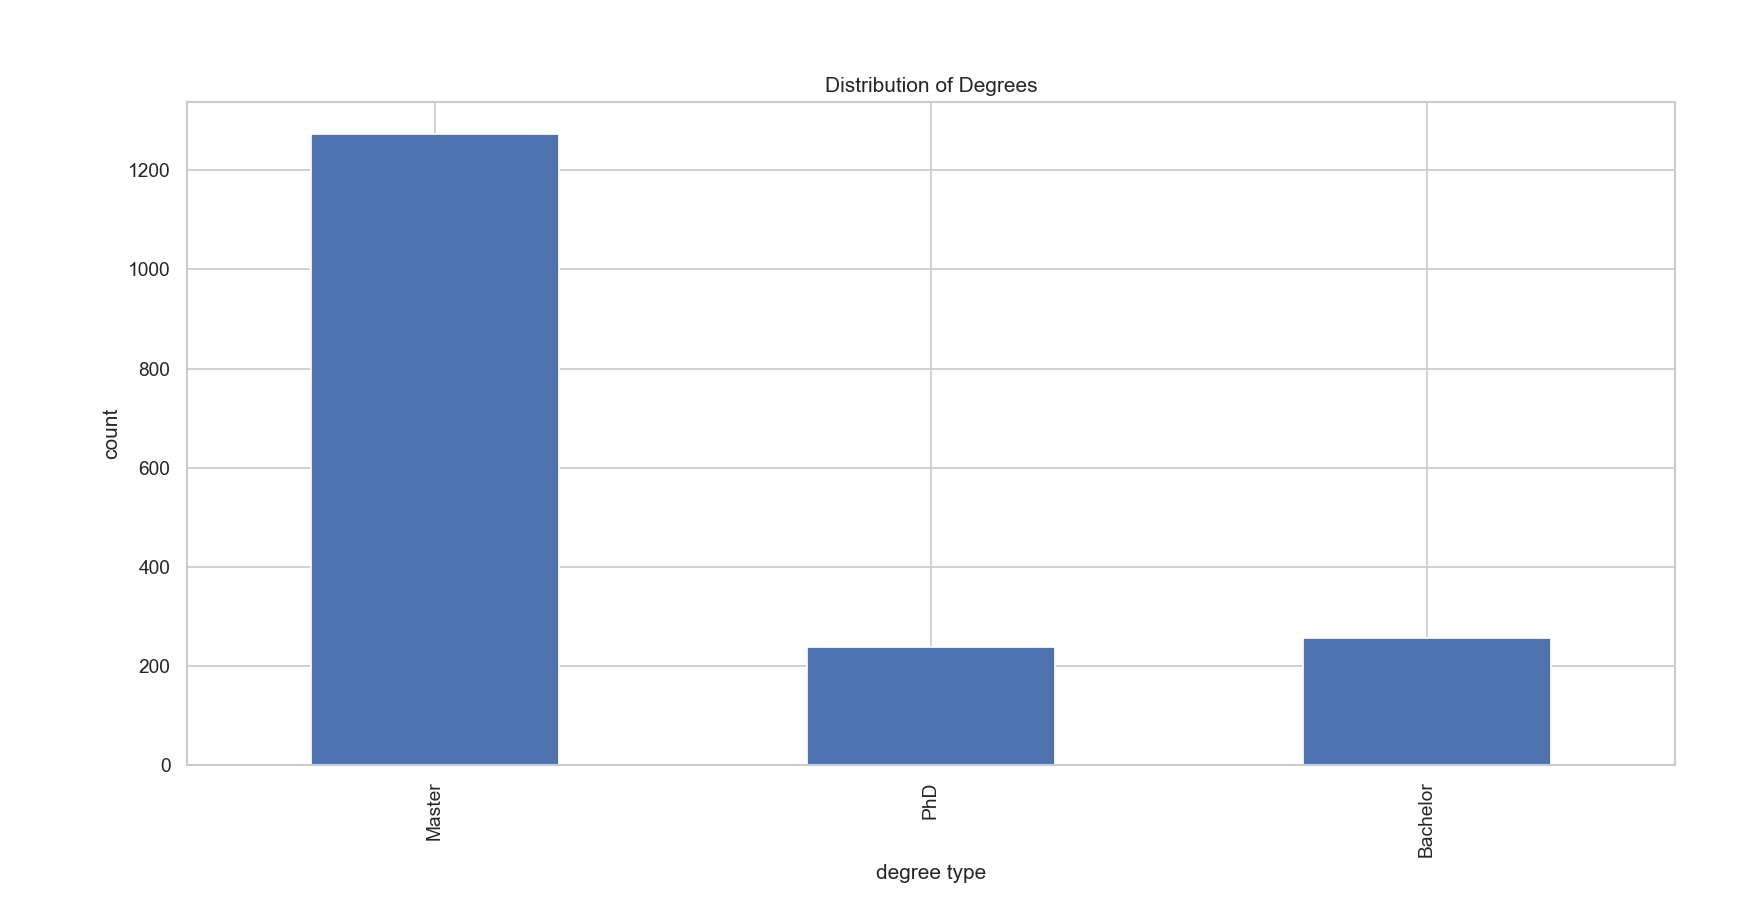 Distribution of Degrees
1200
1000
800
600
400
200
0
count
Master
PhD
Bachelor
degree type